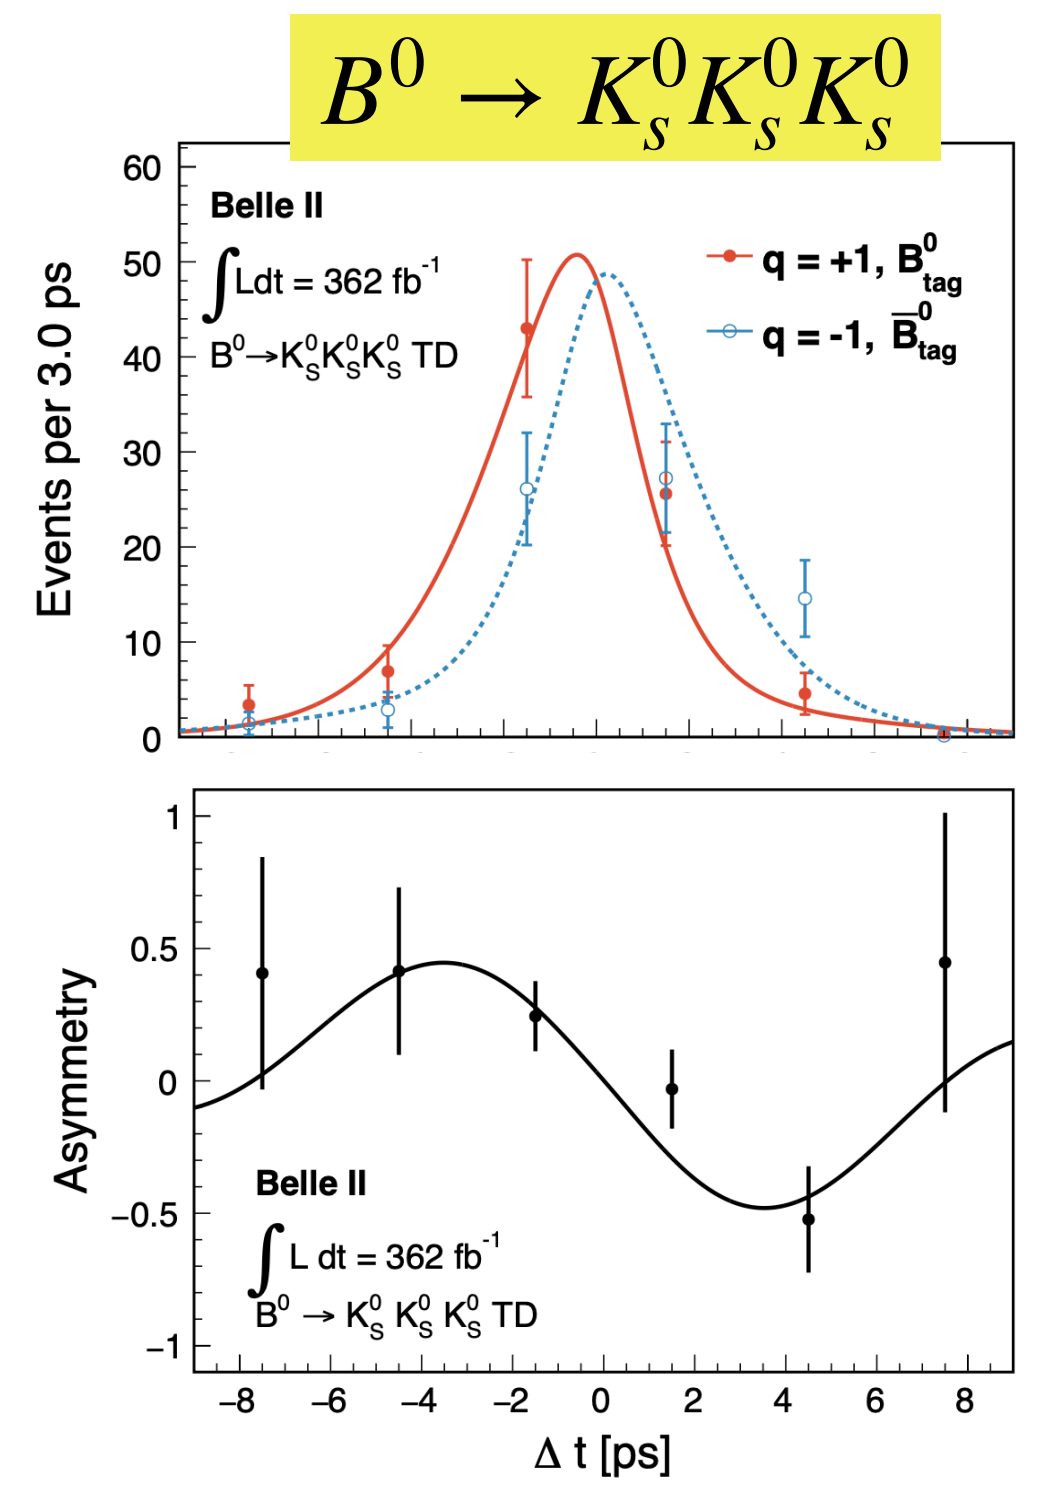 B⁰ → K⁰ₛK⁰ₛK⁰ₛ
60
Belle II
50
∫Ldt = 362 fb⁻¹
q = +1, B⁰tag
40
B⁰→K⁰SK⁰SK⁰S TD
q = -1, B̅⁰tag
30
20
10
0
Events per 3.0 ps
1
0.5
0
−0.5
−1
Asymmetry
Belle II
∫ L dt = 362 fb⁻¹
B⁰ → K⁰S K⁰S K⁰S TD
−8 −6 −4 −2 0 2 4 6 8
Δ t [ps]